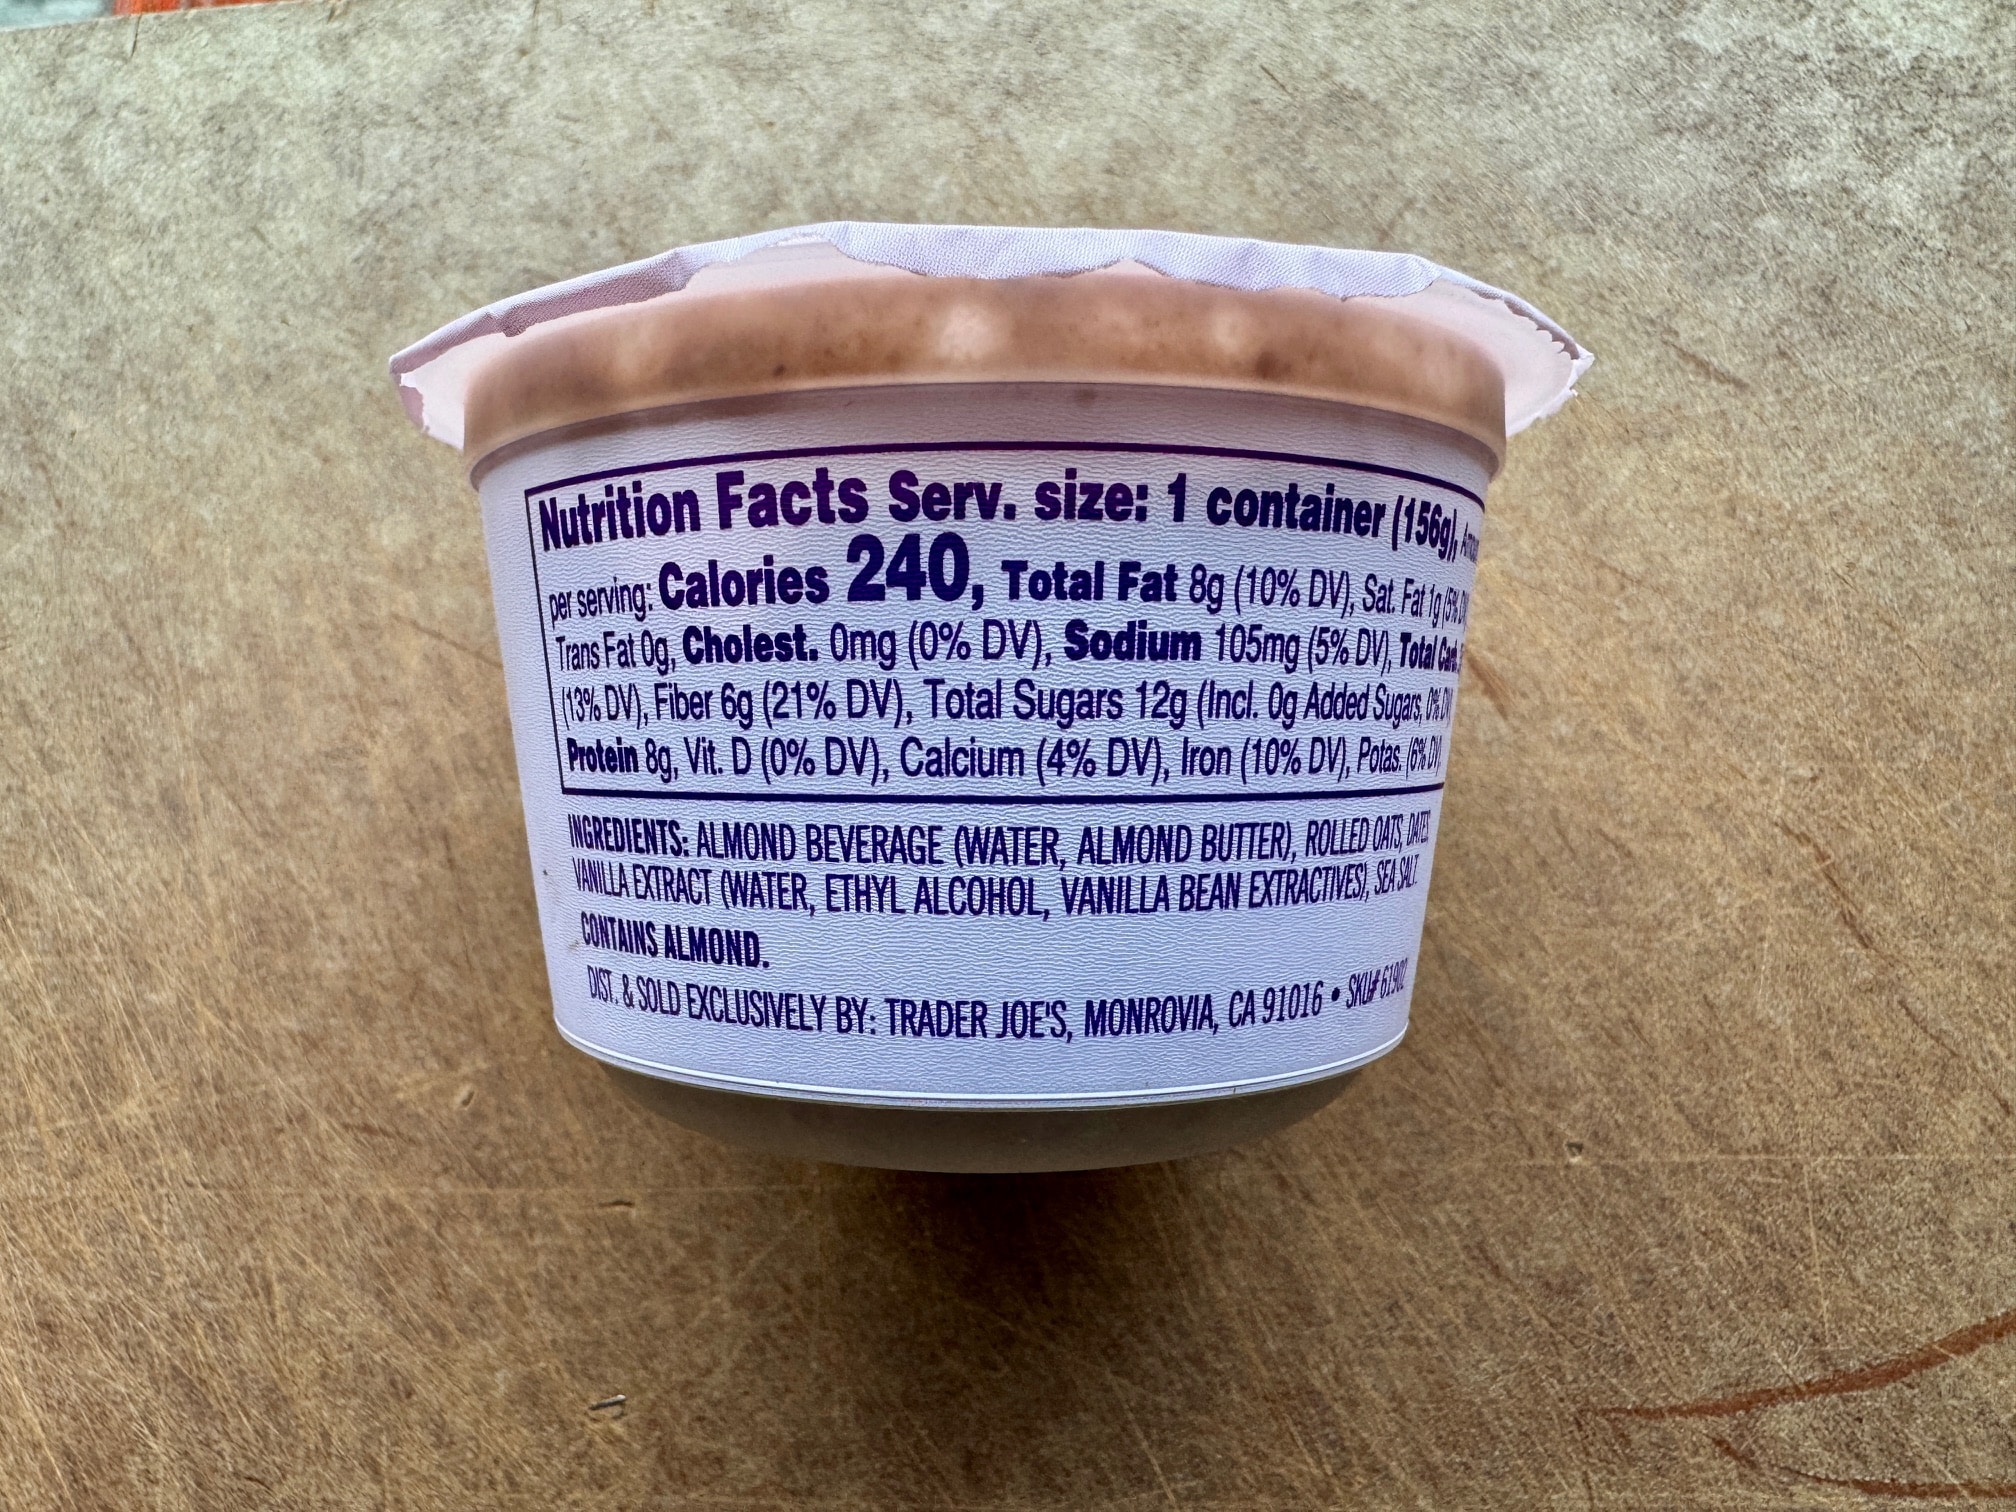 Nutrition Facts Serv. size: 1 container (156g),
per serving: Calories 240, Total Fat 8g (10% DV), Sat. Fat 1g (5%
Trans Fat 0g, Cholest. 0mg (0% DV), Sodium 105mg (5% DV), Total Carb.
(13% DV), Fiber 6g (21% DV), Total Sugars 12g (Incl. 0g Added Sugars, 0% DV
Protein 8g, Vit. D (0% DV), Calcium (4% DV), Iron (10% DV), Potas. (6% DV)
INGREDIENTS: ALMOND BEVERAGE (WATER, ALMOND BUTTER), ROLLED OATS, DATES,
VANILLA EXTRACT (WATER, ETHYL ALCOHOL, VANILLA BEAN EXTRACTIVES), SEA SALT.
CONTAINS ALMOND.
DIST. & SOLD EXCLUSIVELY BY: TRADER JOE'S, MONROVIA, CA 91016 • SKU# 61902